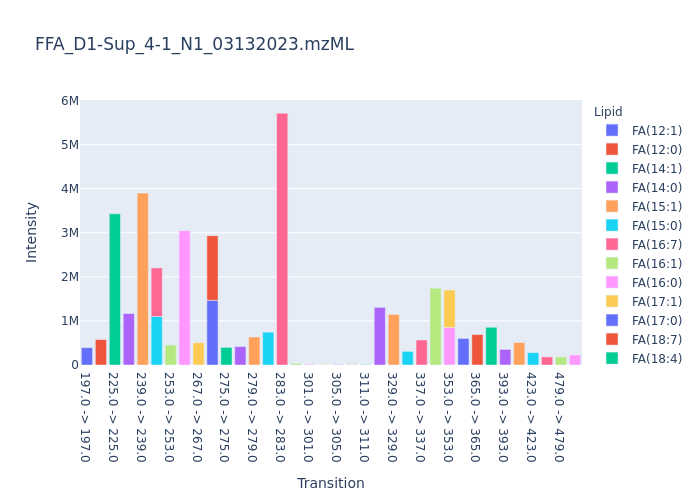 FFA_D1-Sup_4-1_N1_03132023.mzML
6M
5M
4M
3M
2M
1M
0
Intensity
197.0 -> 197.0
225.0 -> 225.0
239.0 -> 239.0
253.0 -> 253.0
267.0 -> 267.0
275.0 -> 275.0
279.0 -> 279.0
283.0 -> 283.0
301.0 -> 301.0
305.0 -> 305.0
311.0 -> 311.0
329.0 -> 329.0
337.0 -> 337.0
353.0 -> 353.0
365.0 -> 365.0
393.0 -> 393.0
423.0 -> 423.0
479.0 -> 479.0
Transition
Lipid
FA(12:1)
FA(12:0)
FA(14:1)
FA(14:0)
FA(15:1)
FA(15:0)
FA(16:7)
FA(16:1)
FA(16:0)
FA(17:1)
FA(17:0)
FA(18:7)
FA(18:4)